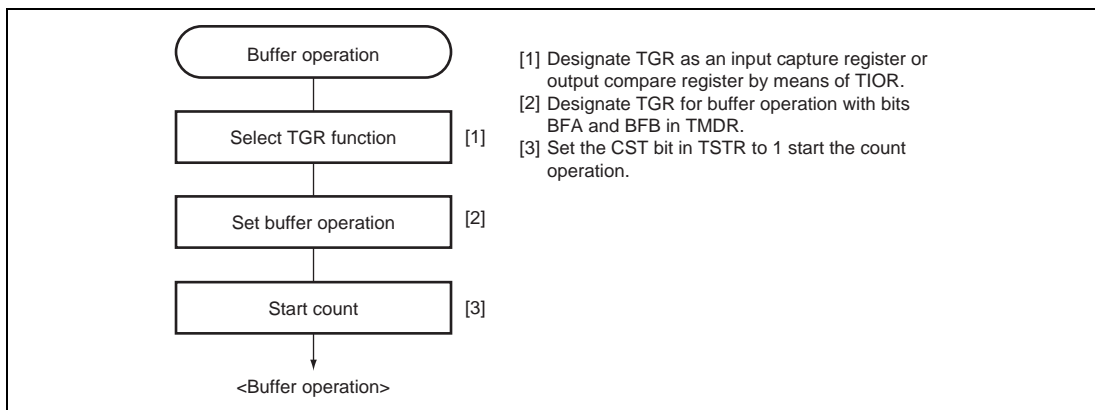 Buffer operation
Select TGR function
[1]
Set buffer operation
[2]
Start count
[3]
<Buffer operation>
[1] Designate TGR as an input capture register or
output compare register by means of TIOR.
[2] Designate TGR for buffer operation with bits
BFA and BFB in TMDR.
[3] Set the CST bit in TSTR to 1 start the count
operation.